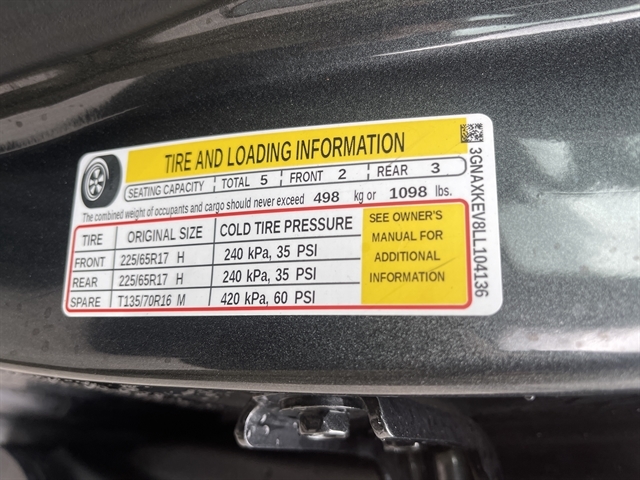 TIRE AND LOADING INFORMATION
SEATING CAPACITY TOTAL 5 FRONT 2 REAR 3
The combined weight of occupants and cargo should never exceed 498 kg or 1098 lbs.
TIRE ORIGINAL SIZE COLD TIRE PRESSURE
FRONT 225/65R17 H 240 kPa, 35 PSI
REAR 225/65R17 H 240 kPa, 35 PSI
SPARE T135/70R16 M 420 kPa, 60 PSI
SEE OWNER'S
MANUAL FOR
ADDITIONAL
INFORMATION
3GNAXKEV8LL104136